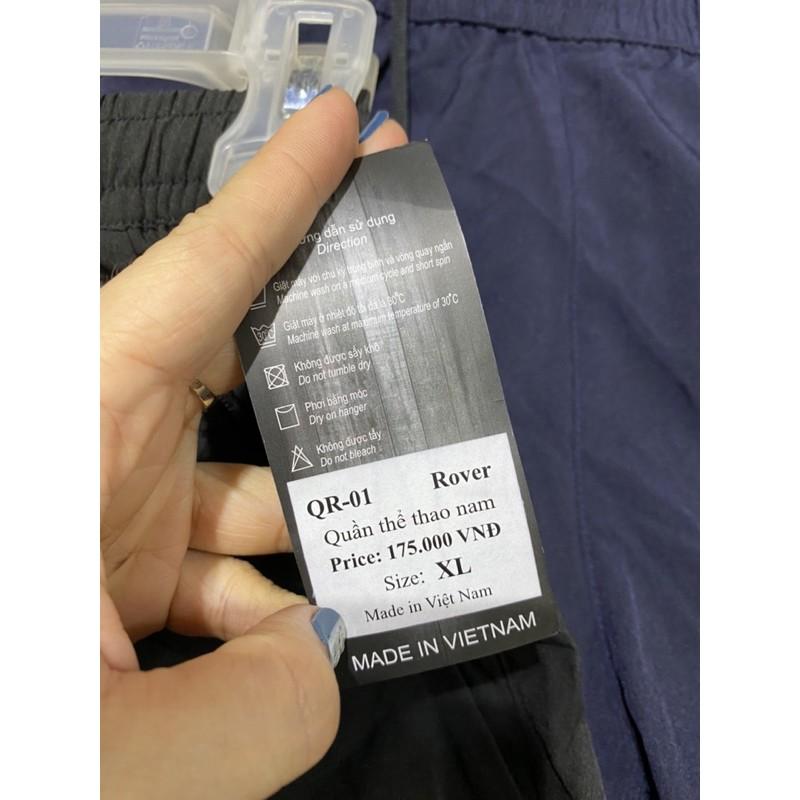 dẫn sử dụng
Direction
Giặt máy với chu kỳ trung bình và vòng quay ngắn
Machine wash on a medium cycle and short spin
Giặt máy ở nhiệt độ tối đa là 30°C
Machine wash at maximum temperature of 30°C
30°C
Không được sấy khô
Do not tumble dry
Phơi bằng móc
Dry on hanger
Không được tẩy
Do not bleach
QR-01 Rover
Quần thể thao nam
Price: 175.000 VNĐ
Size: XL
Made in Việt Nam
MADE IN VIETNAM